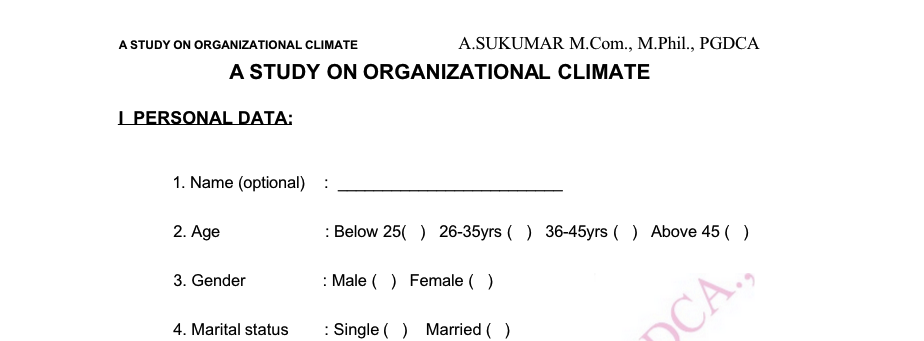 A STUDY ON ORGANIZATIONAL CLIMATE A.SUKUMAR M.Com., M.Phil., PGDCA
A STUDY ON ORGANIZATIONAL CLIMATE
I PERSONAL DATA:
1. Name (optional) : _________________________
2. Age : Below 25( ) 26-35yrs ( ) 36-45yrs ( ) Above 45 ( )
3. Gender : Male ( ) Female ( )
4. Marital status : Single ( ) Married ( )